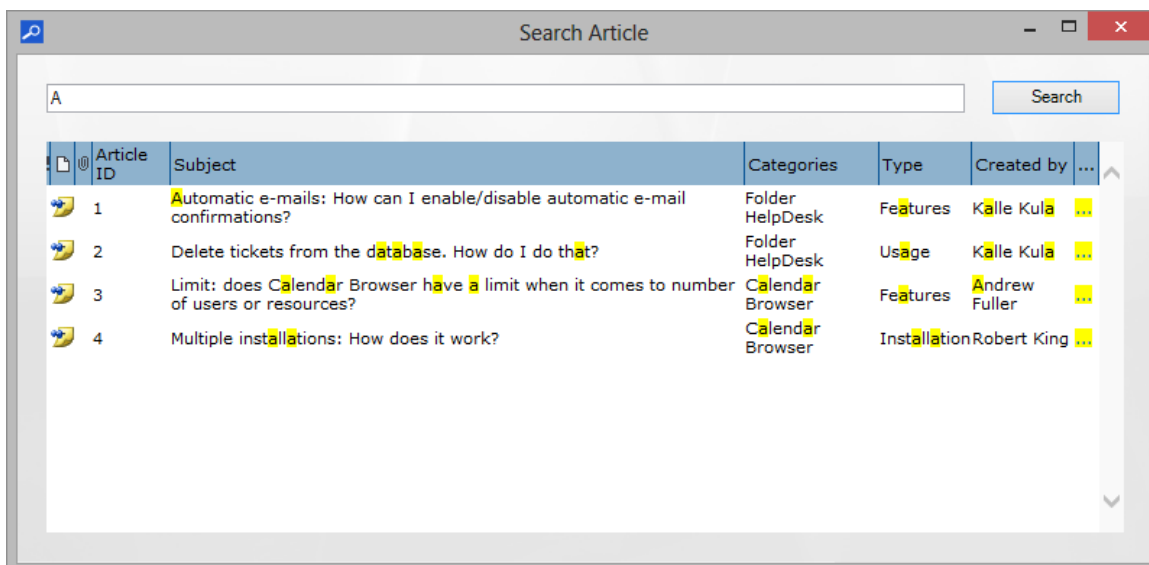 Search Article
A
Search
! Article ID Subject Categories Type Created by ...
1 Automatic e-mails: How can I enable/disable automatic e-mail confirmations? Folder HelpDesk Features Kalle Kula ...
2 Delete tickets from the database. How do I do that? Folder HelpDesk Usage Kalle Kula ...
3 Limit: does Calendar Browser have a limit when it comes to number of users or resources? Calendar Browser Features Andrew Fuller ...
4 Multiple installations: How does it work? Calendar Browser Installation Robert King ...